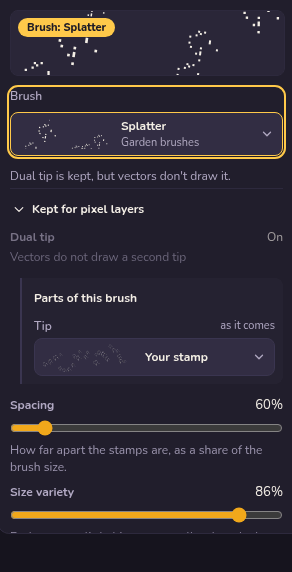 Brush: Splatter
Brush
Splatter
Garden brushes
Dual tip is kept, but vectors don't draw it.
Kept for pixel layers
Dual tip On
Vectors do not draw a second tip
Parts of this brush
Tip as it comes
Your stamp
Spacing 60%
How far apart the stamps are, as a share of the
brush size.
Size variety 86%